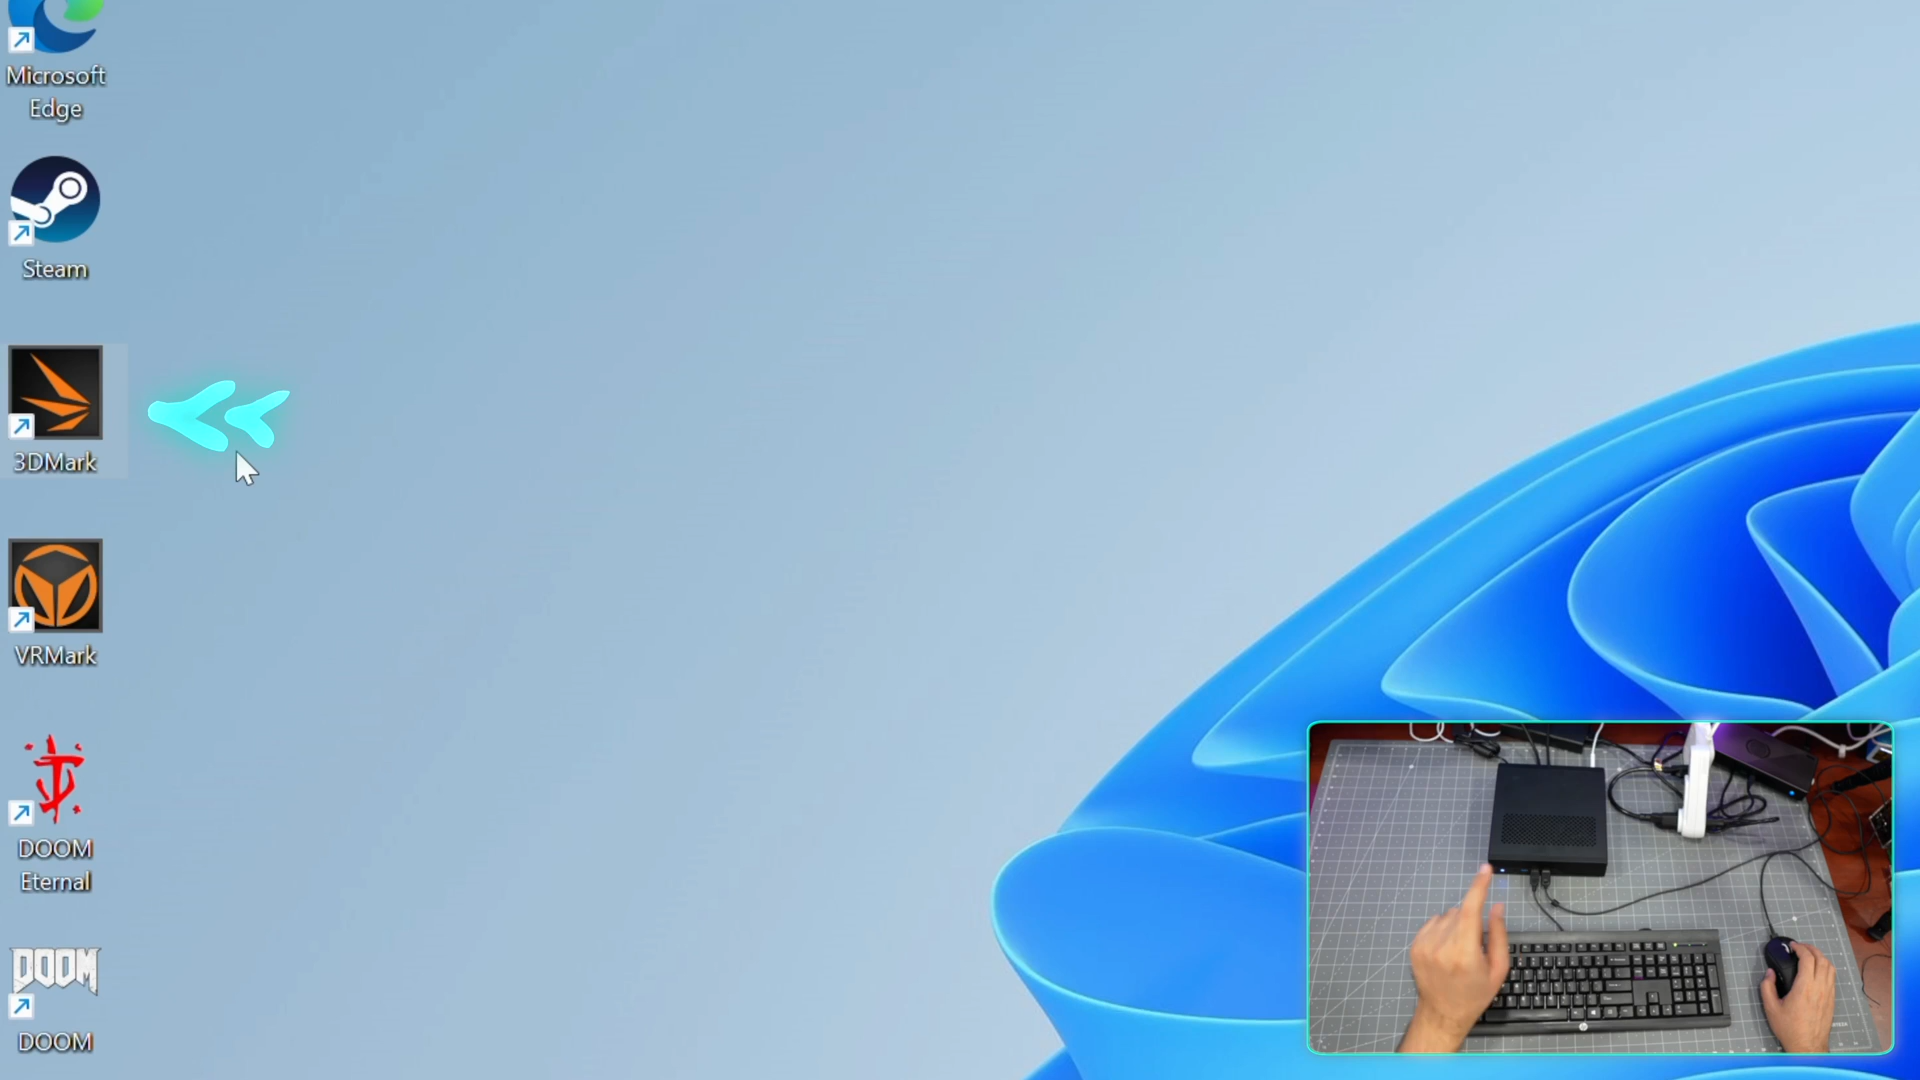 Microsoft
Edge
Steam
3DMark
VRMark
DOOM
Eternal
DOOM
DOOM